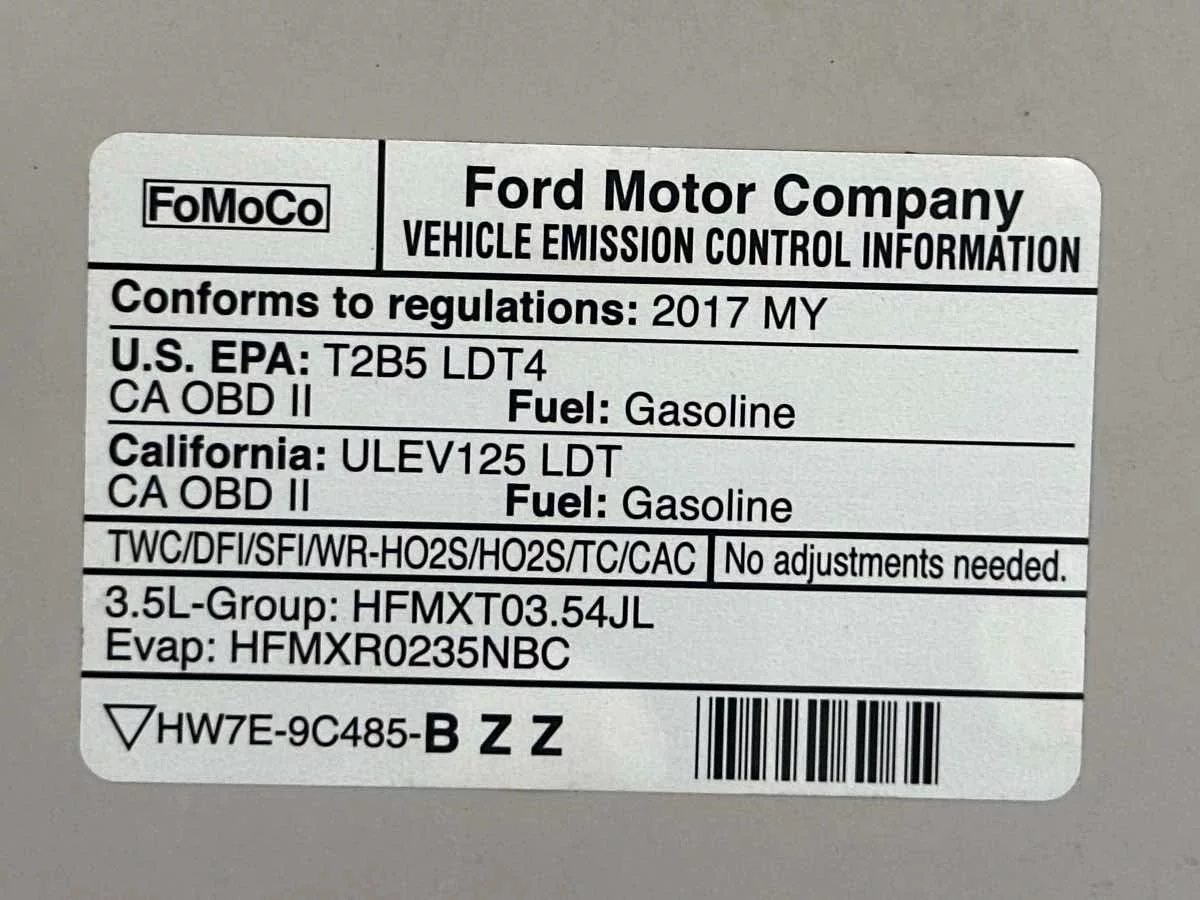 FoMoCo
Ford Motor Company
VEHICLE EMISSION CONTROL INFORMATION
Conforms to regulations: 2017 MY
U.S. EPA: T2B5 LDT4
CA OBD II Fuel: Gasoline
California: ULEV125 LDT
CA OBD II Fuel: Gasoline
TWC/DFI/SFI/WR-HO2S/HO2S/TC/CAC No adjustments needed.
3.5L-Group: HFMXT03.54JL
Evap: HFMXR0235NBC
▽HW7E-9C485-B Z Z